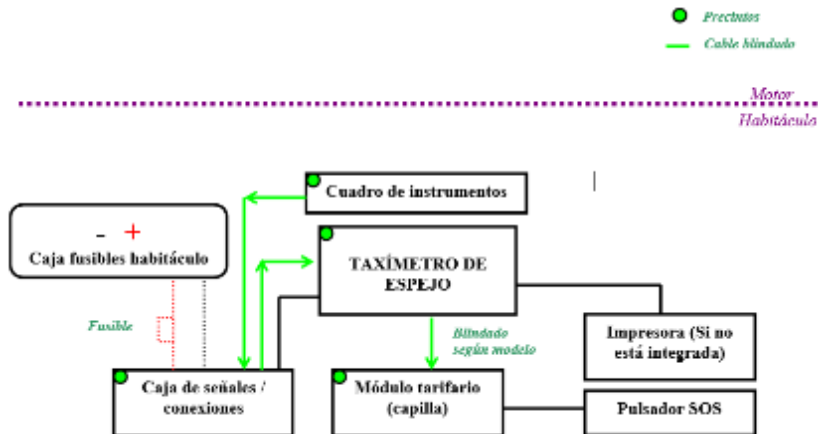 Precintos
Cable blindado
Motor
Habitáculo
Cuadro de instrumentos
- +
Caja fusibles habitáculo
TAXÍMETRO DE
ESPEJO
Fusible
Blindado
según modelo
Impresora (Si no
está integrada)
Caja de señales /
conexiones
Módulo tarifario
(capilla)
Pulsador SOS